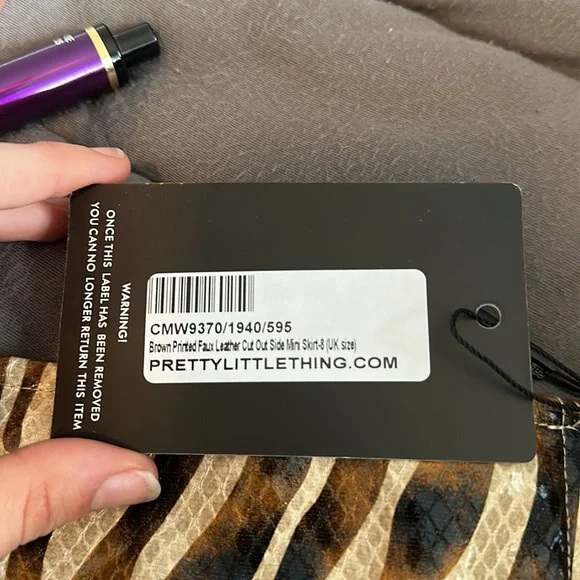 WARNING!
ONCE THIS LABEL HAS BEEN REMOVED
YOU CAN NO LONGER RETURN THIS ITEM
CMW9370/1940/595
Brown Printed Faux Leather Cut Out Side Mini Skirt-8 (UK size)
PRETTYLITTLETHING.COM